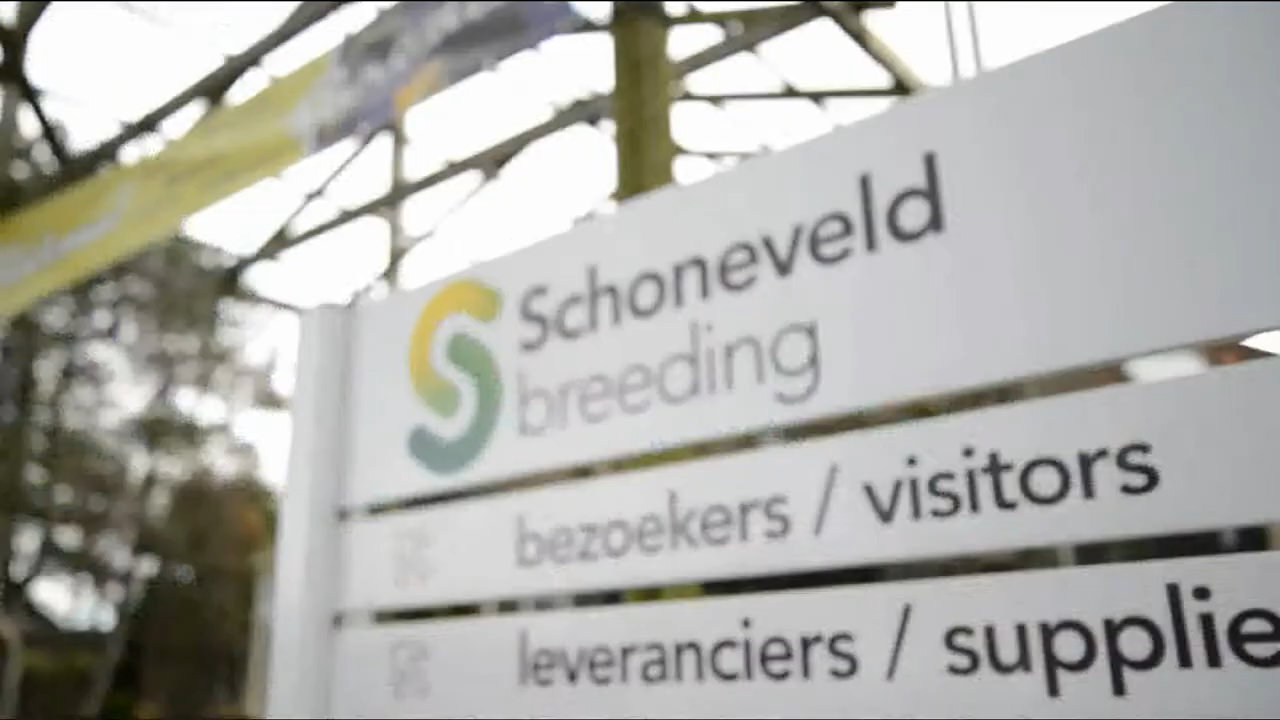 Schoneveld
breeding
bezoekers / visitors
leveranciers / supplie